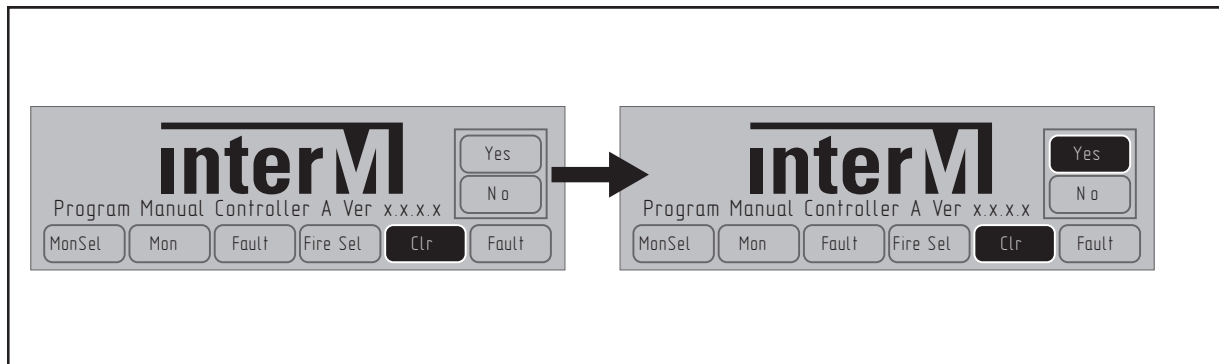 interM
Yes
No
Program Manual Controller A Ver x.x.x.x
MonSel Mon Fault Fire Sel Clr Fault
interM
Yes
No
Program Manual Controller A Ver x.x.x.x
MonSel Mon Fault Fire Sel Clr Fault